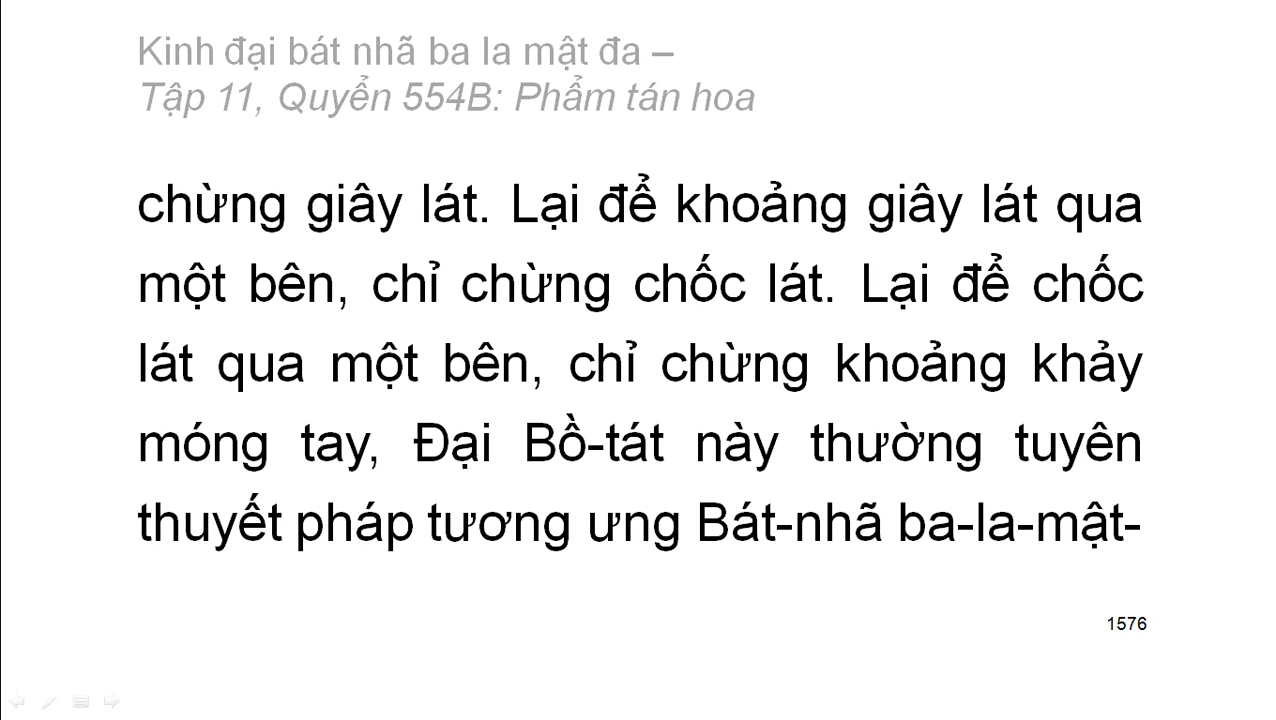 Kinh đại bát nhã ba la mật đa –
Tập 11, Quyển 554B: Phẩm tán hoa
chừng giây lát. Lại để khoảng giây lát qua
một bên, chỉ chừng chốc lát. Lại để chốc
lát qua một bên, chỉ chừng khoảng khảy
móng tay, Đại Bồ-tát này thường tuyên
thuyết pháp tương ưng Bát-nhã ba-la-mật-
1576